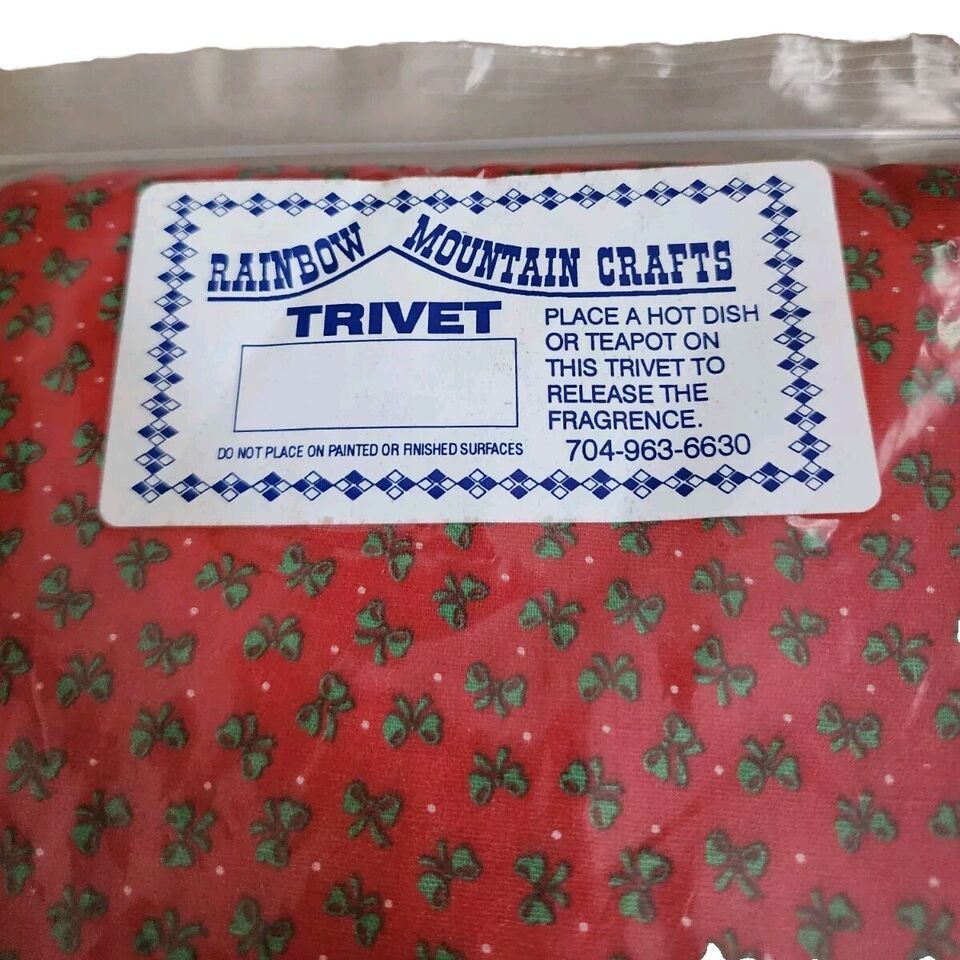 RAINBOW MOUNTAIN CRAFTS
TRIVET
DO NOT PLACE ON PAINTED OR FINISHED SURFACES
PLACE A HOT DISH
OR TEAPOT ON
THIS TRIVET TO
RELEASE THE
FRAGRENCE.
704-963-6630